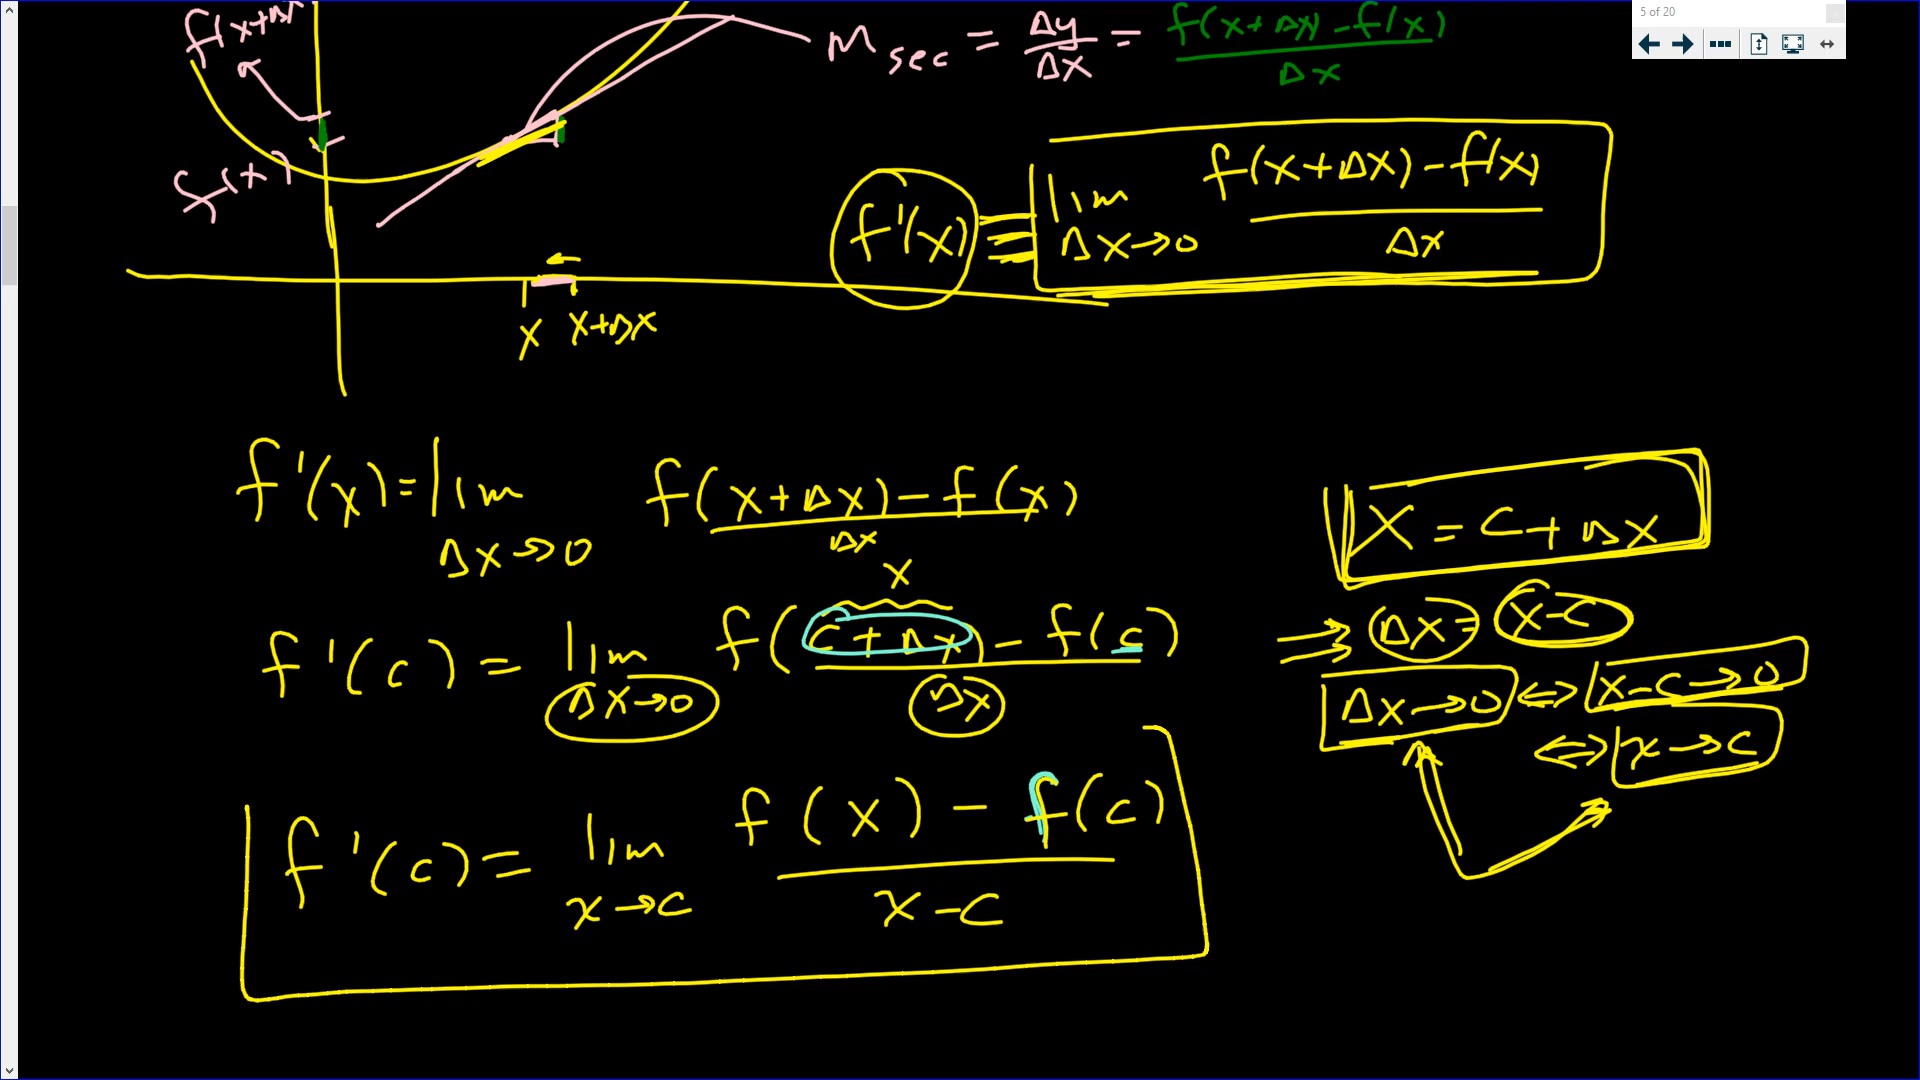 5 of 20
f(x+Δx)
m sec = Δy/Δx = f(x+Δx)-f(x)/Δx
f(x)
f'(x) ≡ lim Δx→0 f(x+Δx)-f(x)/Δx
x x+Δx
f'(x) = lim Δx→0 f(x+Δx)-f(x)/Δx
x = c+Δx
x
f'(c) = lim Δx→0 f(c+Δx)-f(c)/Δx
⇒ Δx = x-c
Δx→0 ⇔ x-c→0
⇔ x→c
f'(c) = lim x→c f(x)-f(c)/x-c